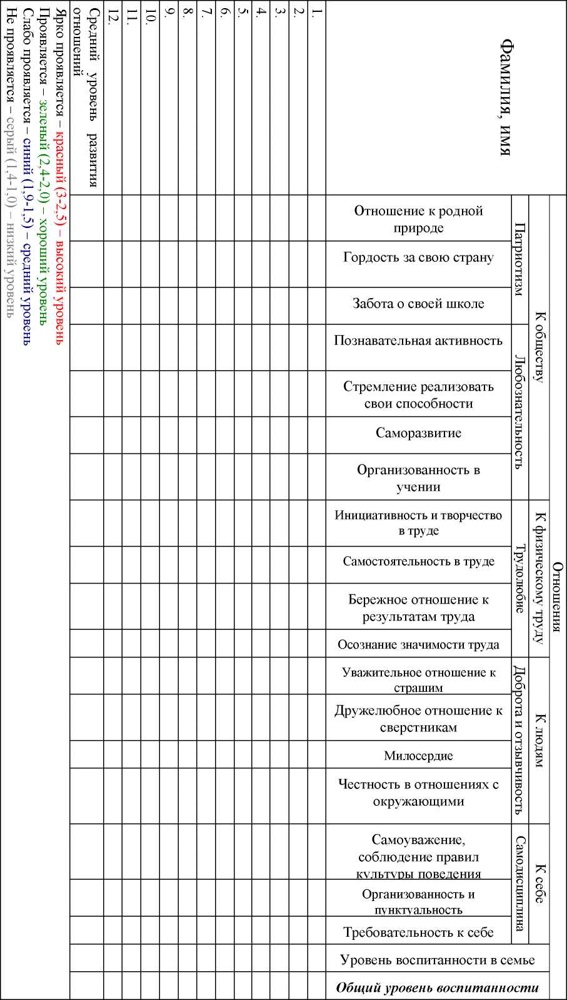 Фамилия, имя
Отношения
К обществу
К физическому труду
К людям
К себе
Патриотизм
Любознательность
Трудолюбие
Доброта и отзывчивость
Самодисциплина
Отношение к родной
природе
Гордость за свою страну
Забота о своей школе
Познавательная активность
Стремление реализовать
свои способности
Саморазвитие
Организованность в
учении
Инициативность и творчество
в труде
Самостоятельность в труде
Бережное отношение к
результатам труда
Осознание значимости труда
Уважительное отношение к
страшим
Дружелюбное отношение к
сверстникам
Милосердие
Честность в отношениях с
окружающими
Самоуважение,
соблюдение правил
культуры поведения
Организованность и
пунктуальность
Требовательность к себе
Уровень воспитанности в семье
Общий уровень воспитанности
1.
2.
3.
4.
5.
6.
7.
8.
9.
10.
11.
12.
Средний уровень развития
отношений
Ярко проявляется – красный (3-2,5) – высокий уровень
Проявляется – зеленый (2,4-2,0) – хороший уровень
Слабо проявляется – синий (1,9-1,5) – средний уровень
Не проявляется – серый (1,4-1,0) – низкий уровень